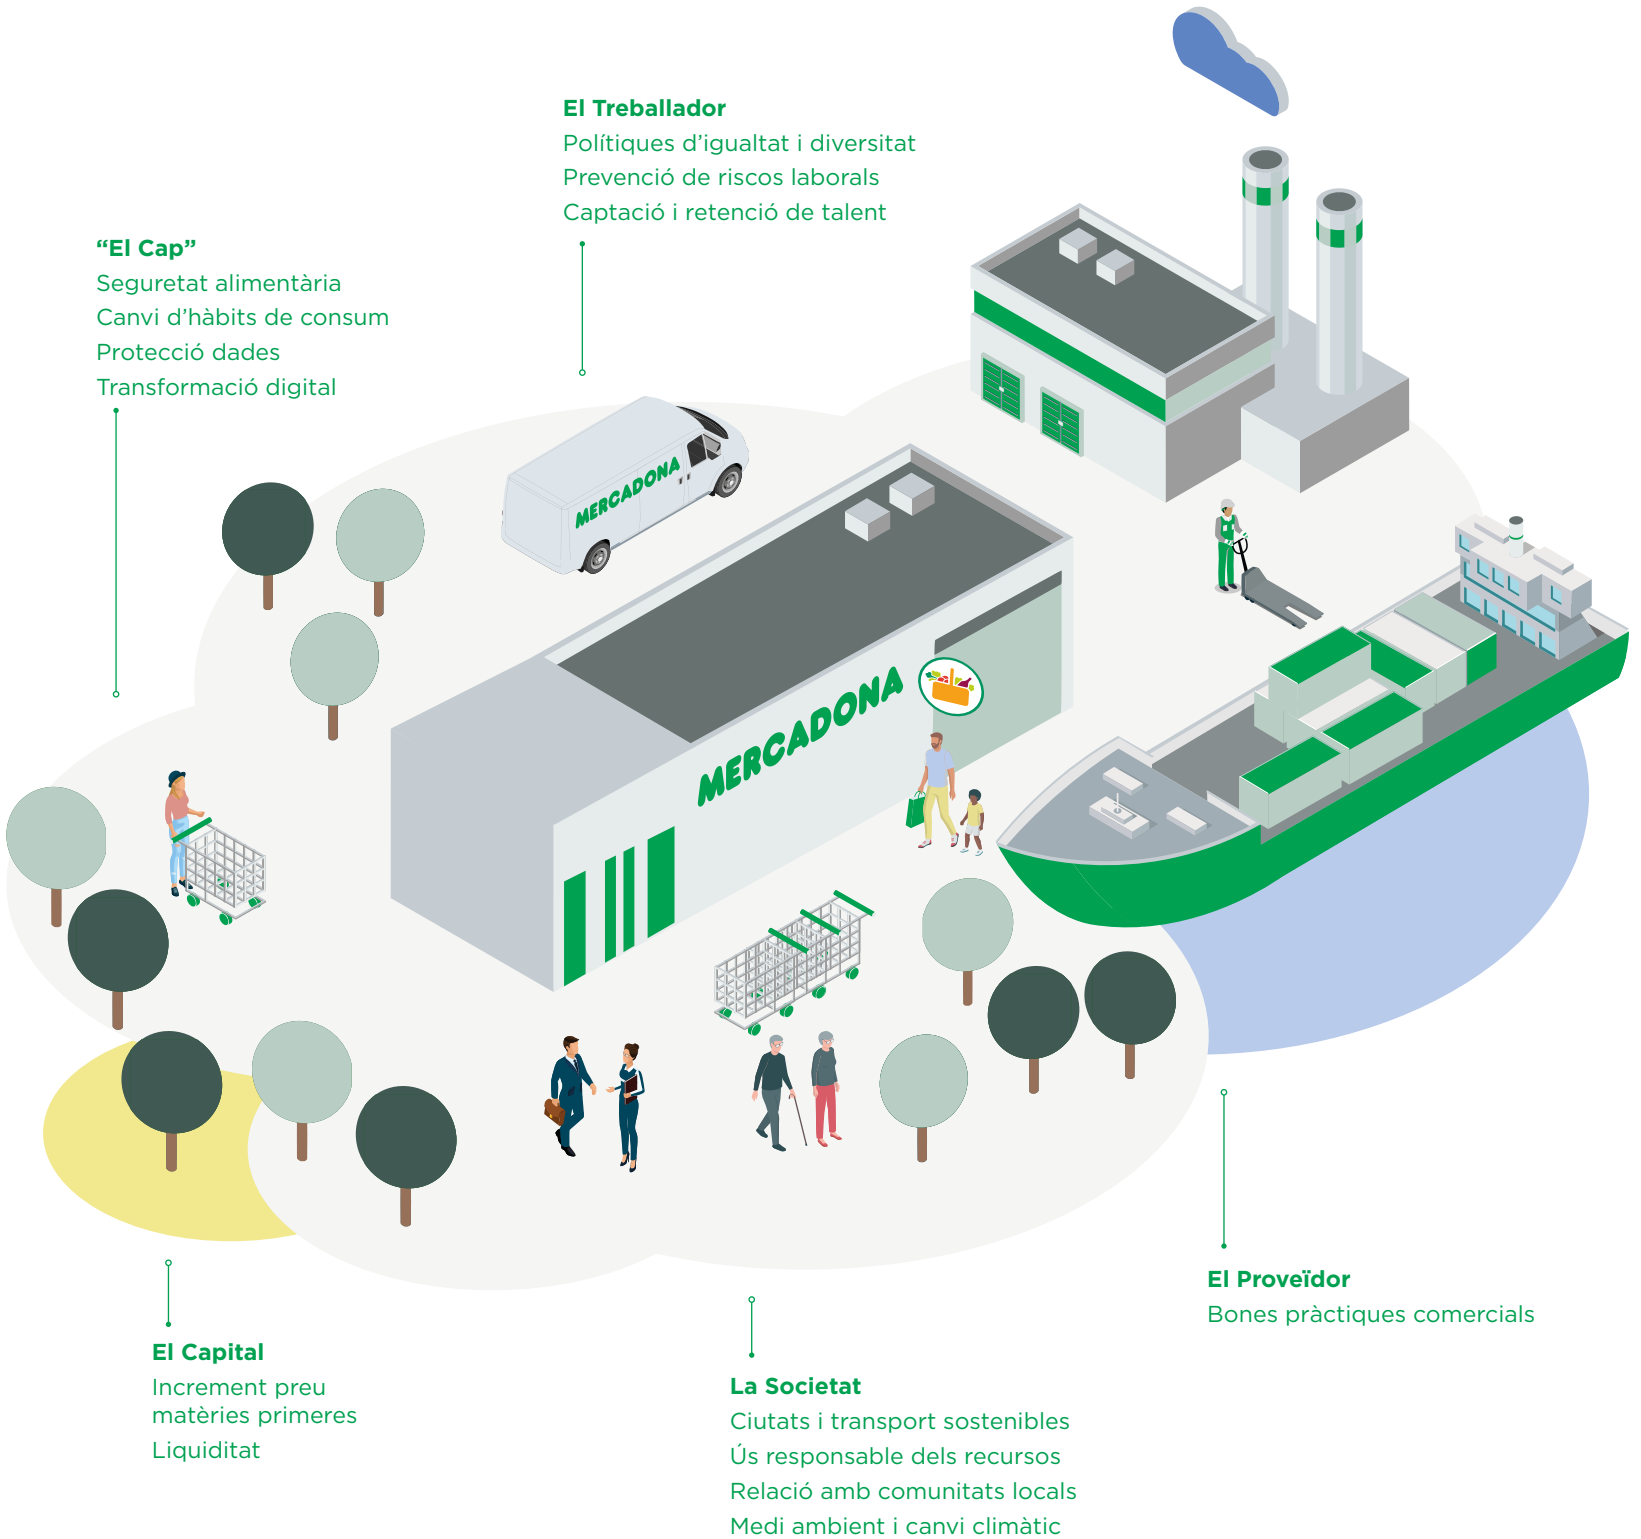 El Treballador
Polítiques d’igualtat i diversitat
Prevenció de riscos laborals
Captació i retenció de talent
“El Cap”
Seguretat alimentària
Canvi d’hàbits de consum
Protecció dades
Transformació digital
MERCADONA
MERCADONA
El Proveïdor
Bones pràctiques comercials
El Capital
Increment preu
matèries primeres
Liquiditat
La Societat
Ciutats i transport sostenibles
Ús responsable dels recursos
Relació amb comunitats locals
Medi ambient i canvi climàtic